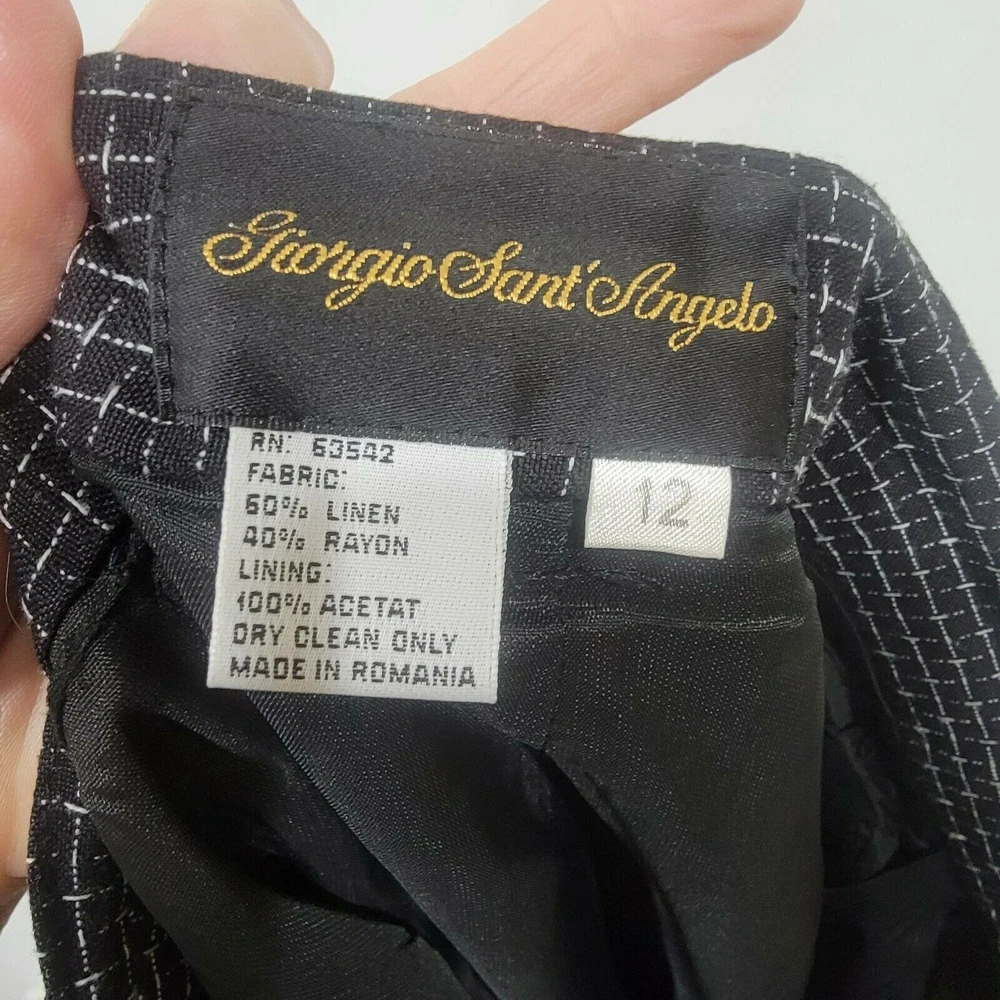 Giorgio Sant'Angelo
RN: 63542
FABRIC:
60% LINEN
40% RAYON
LINING:
100% ACETAT
DRY CLEAN ONLY
MADE IN ROMANIA
12